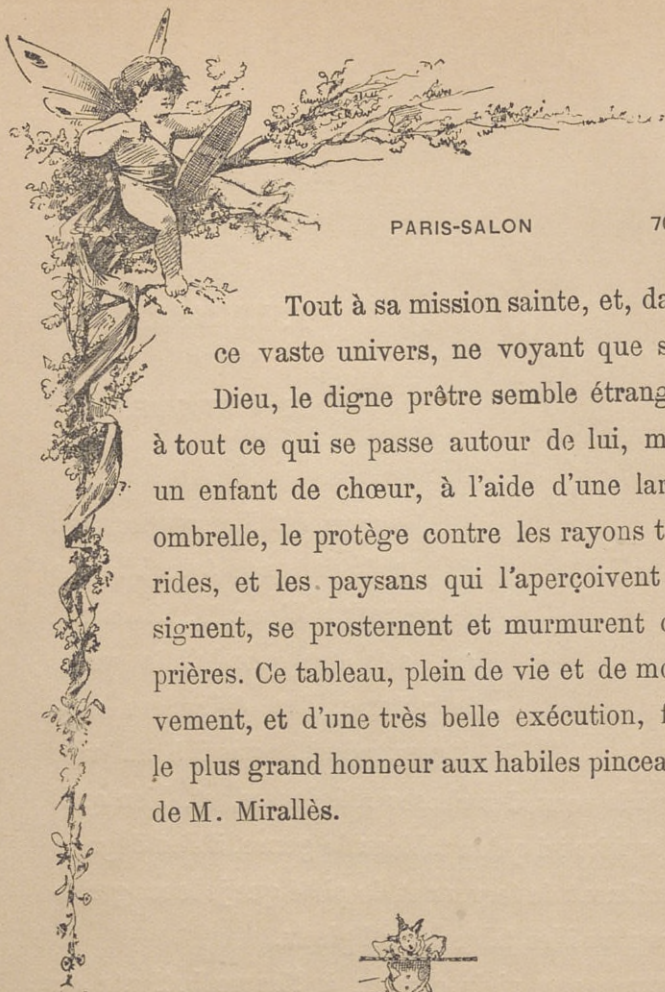 PARIS-SALON
Tout à sa mission sainte, et,
ce vaste univers, ne voyant que
Dieu, le digne prêtre semble
à tout ce qui se passe autour de lui,
un enfant de chœur, à l'aide d'une
ombrelle, le protège contre les rayons
rides, et les paysans qui l'aperçoivent
signent, se prosternent et murmurent
prières. Ce tableau, plein de vie et de
vement, et d'une très belle exécution,
le plus grand honneur aux habiles
de M. Mirallès.